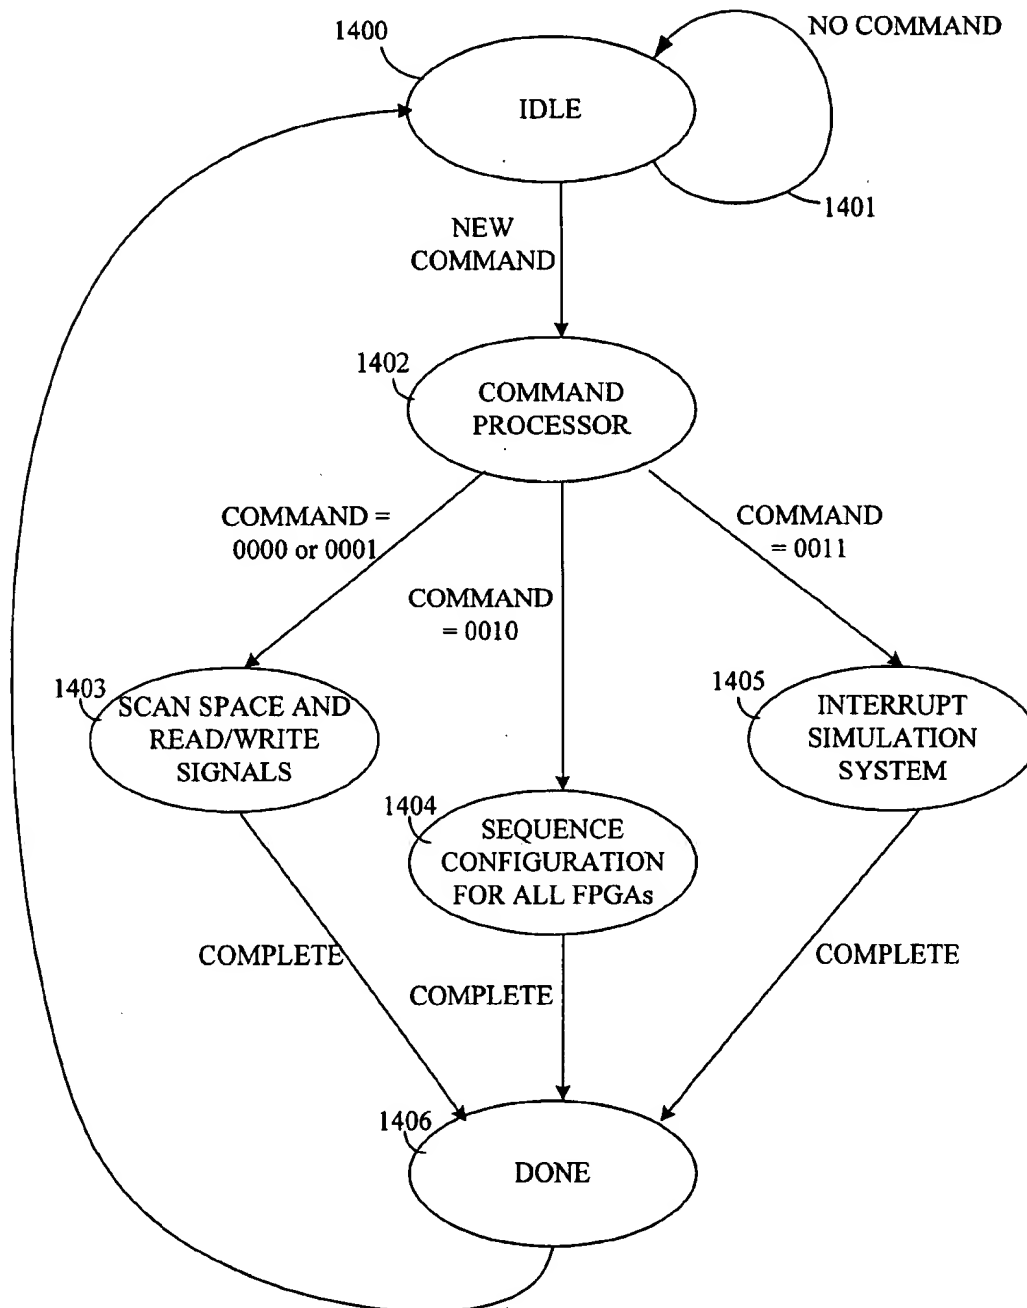 1400
NO COMMAND
IDLE
1401
NEW
COMMAND
1402
COMMAND
PROCESSOR
COMMAND =
0000 or 0001
COMMAND
= 0010
COMMAND
= 0011
1403
SCAN SPACE AND
READ/WRITE
SIGNALS
1404
SEQUENCE
CONFIGURATION
FOR ALL FPGAs
1405
INTERRUPT
SIMULATION
SYSTEM
COMPLETE
COMPLETE
COMPLETE
1406
DONE